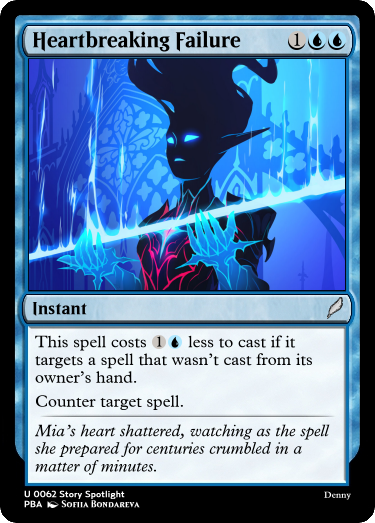 Heartbreaking Failure 1
Instant
This spell costs 1 less to cast if it
targets a spell that wasn't cast from its
owner's hand.
Counter target spell.
Mia's heart shattered, watching as the spell
she prepared for centuries crumbled in a
matter of minutes.
U 0062 Story Spotlight
Denny
PBA Sofiia Bondareva